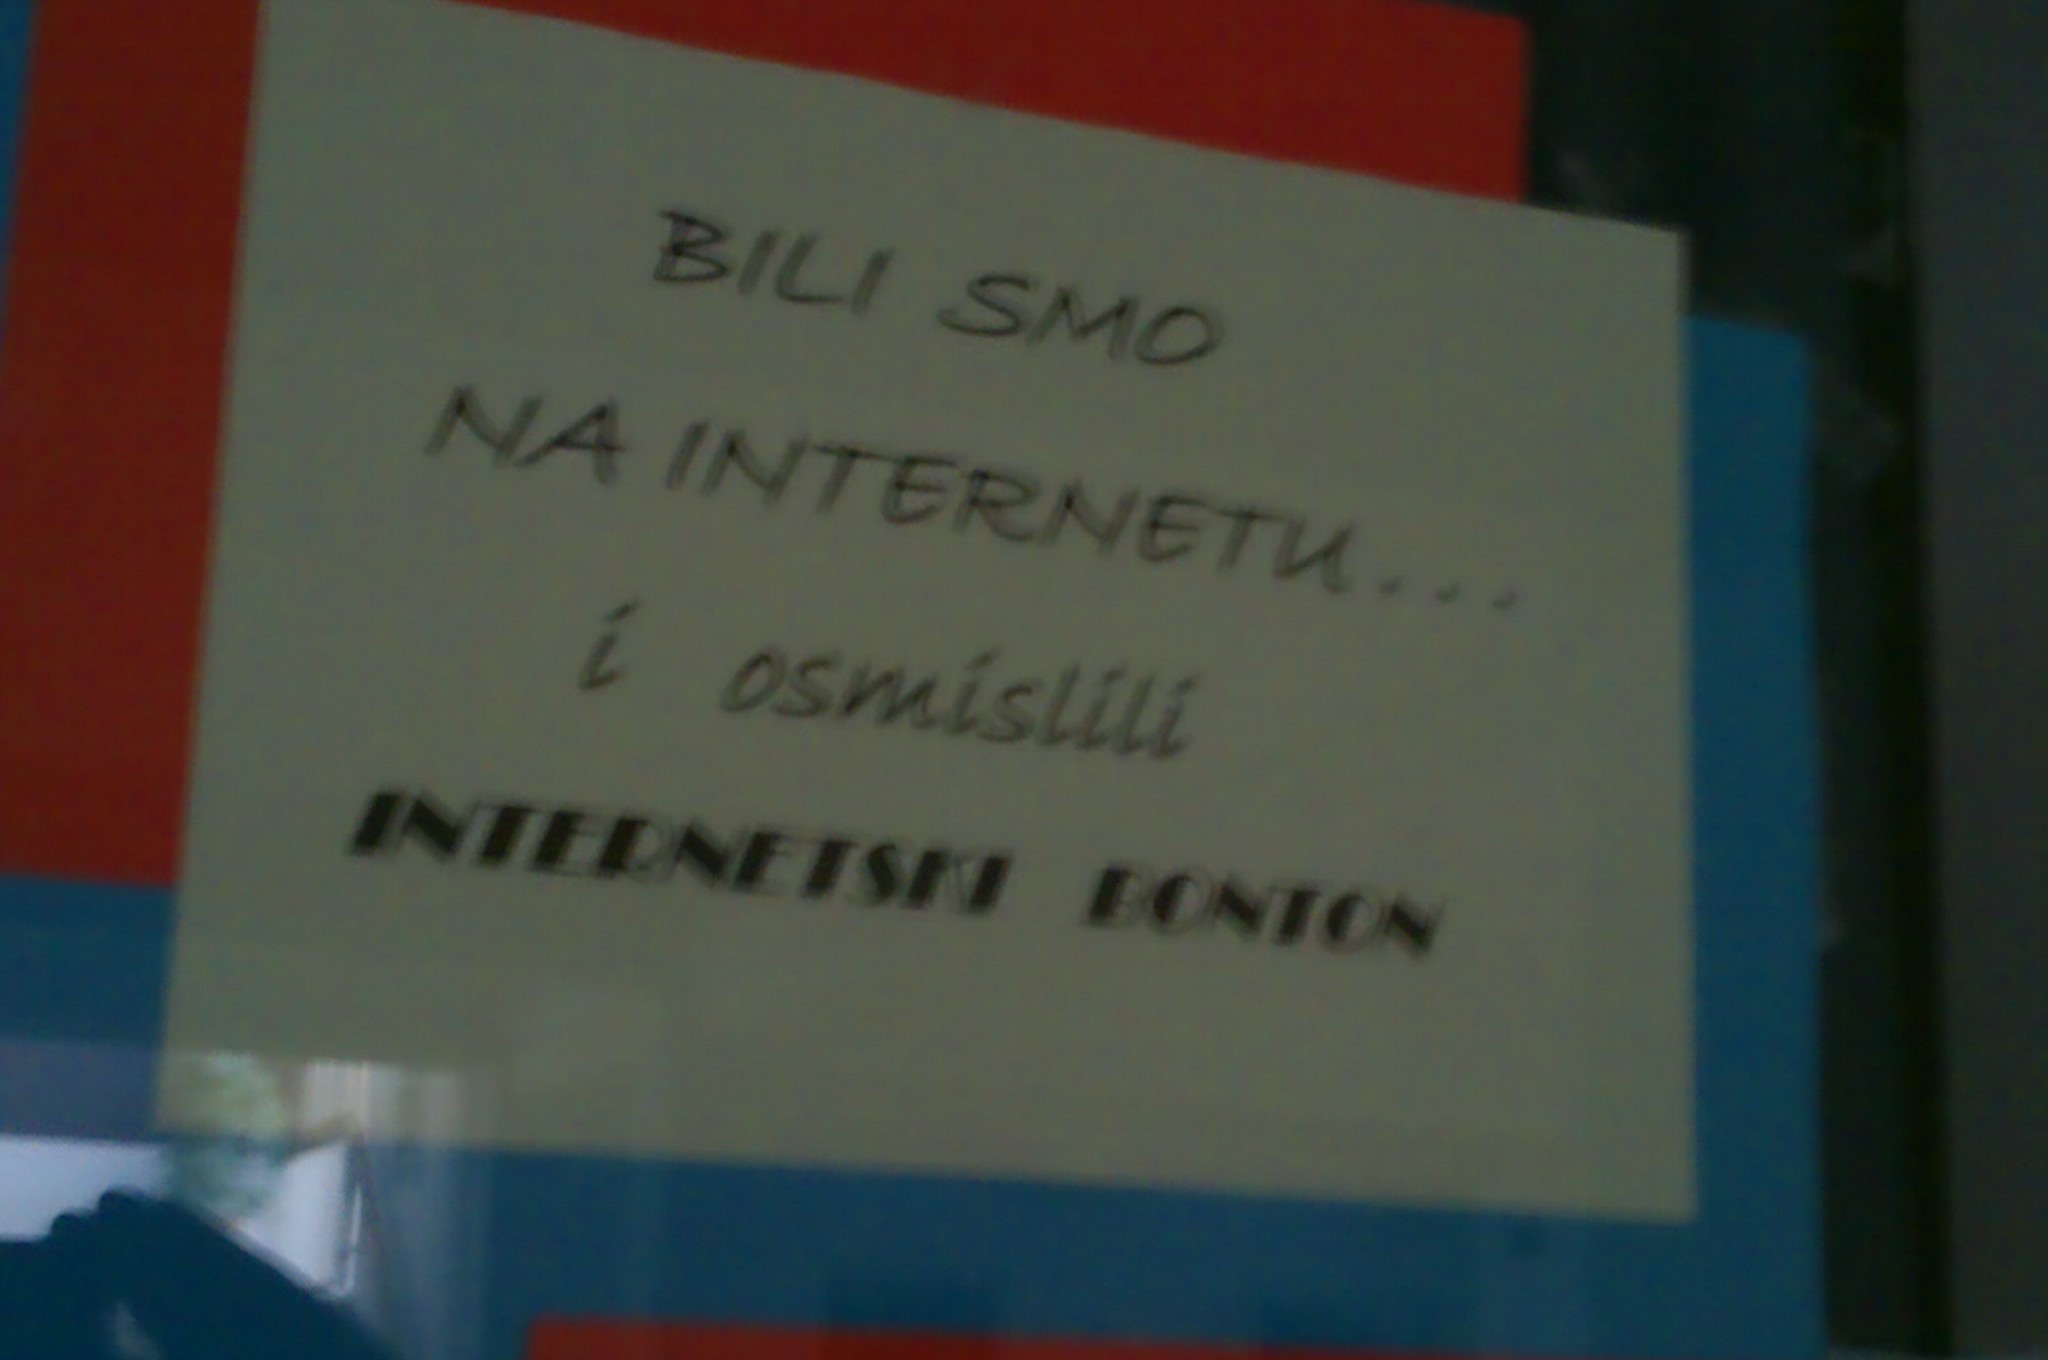 BILI SMO
NA INTERNETU...
i osmislili
INTERNETSKI BONTON